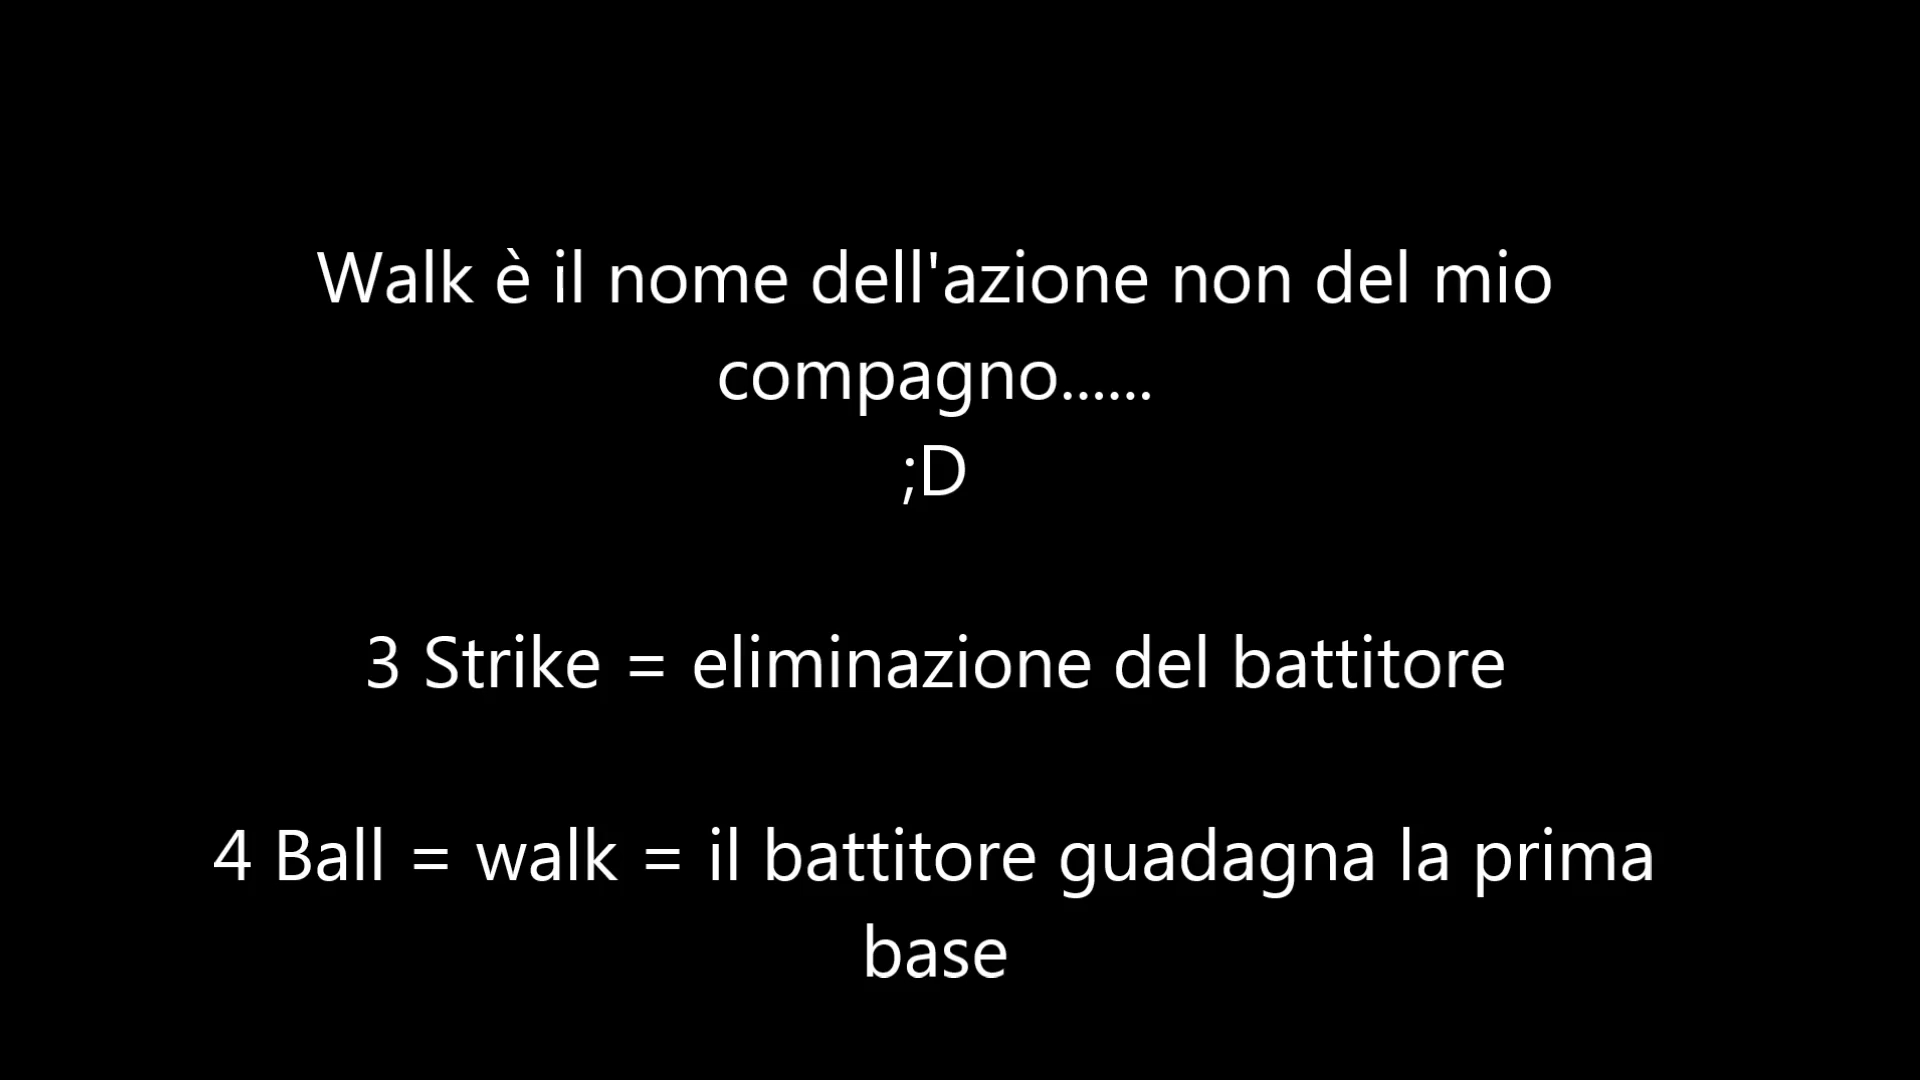 Walk è il nome dell'azione non del mio
compagno......
;D
3 Strike = eliminazione del battitore
4 Ball = walk = il battitore guadagna la prima
base